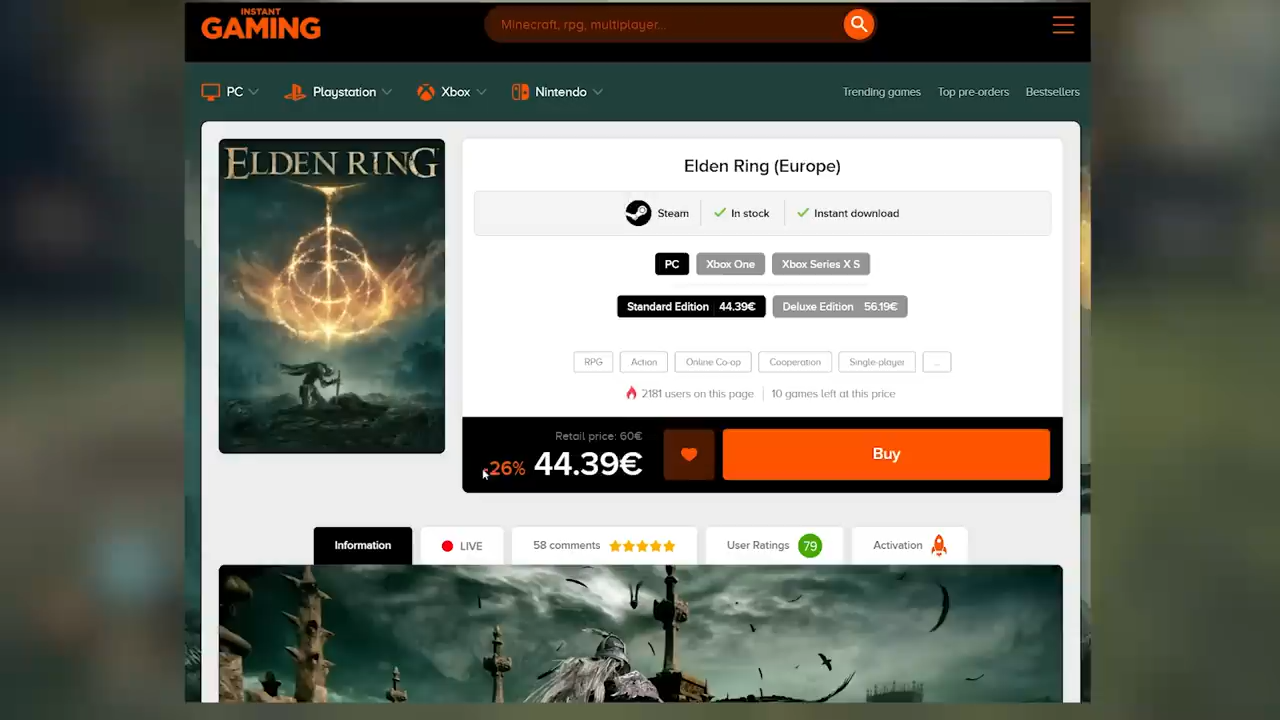 INSTANT
GAMING
Minecraft, rpg, multiplayer...
PC Playstation Xbox Nintendo Trending games Top pre-orders Bestsellers
ELDEN RING
Elden Ring (Europe)
Steam In stock Instant download
PC Xbox One Xbox Series X S
Standard Edition 44.39€ Deluxe Edition 56.19€
RPG Action Online Co-op Cooperation Single-player ...
2181 users on this page 10 games left at this price
Retail price: 60€
-26% 44.39€ Buy
Information LIVE 58 comments User Ratings 79 Activation